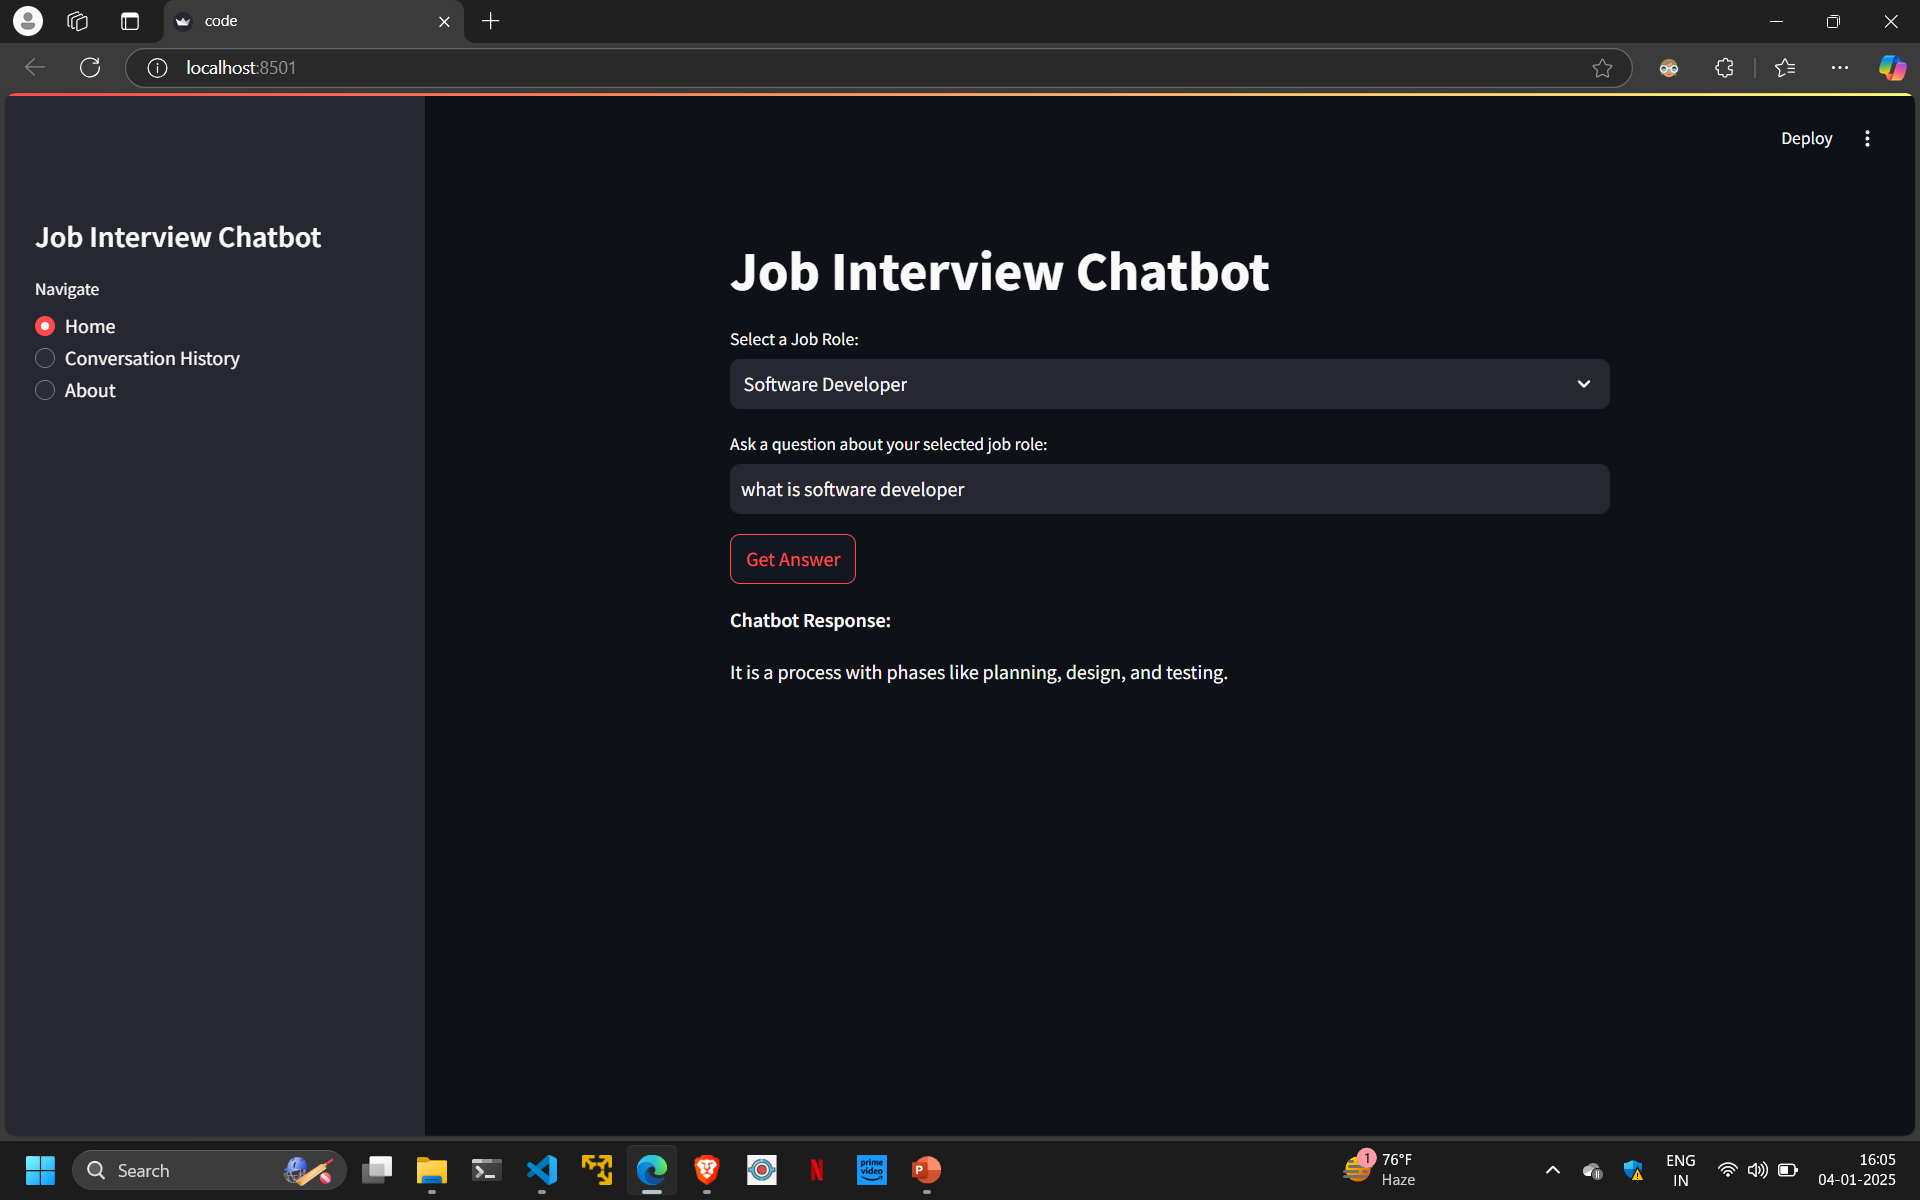 code
localhost:8501
Deploy
Job Interview Chatbot
Navigate
Home
Conversation History
About
Job Interview Chatbot
Select a Job Role:
Software Developer
Ask a question about your selected job role:
what is software developer
Get Answer
Chatbot Response:
It is a process with phases like planning, design, and testing.
Search
N
prime video
P
1
76°F
Haze
ENG
IN
16:05
04-01-2025